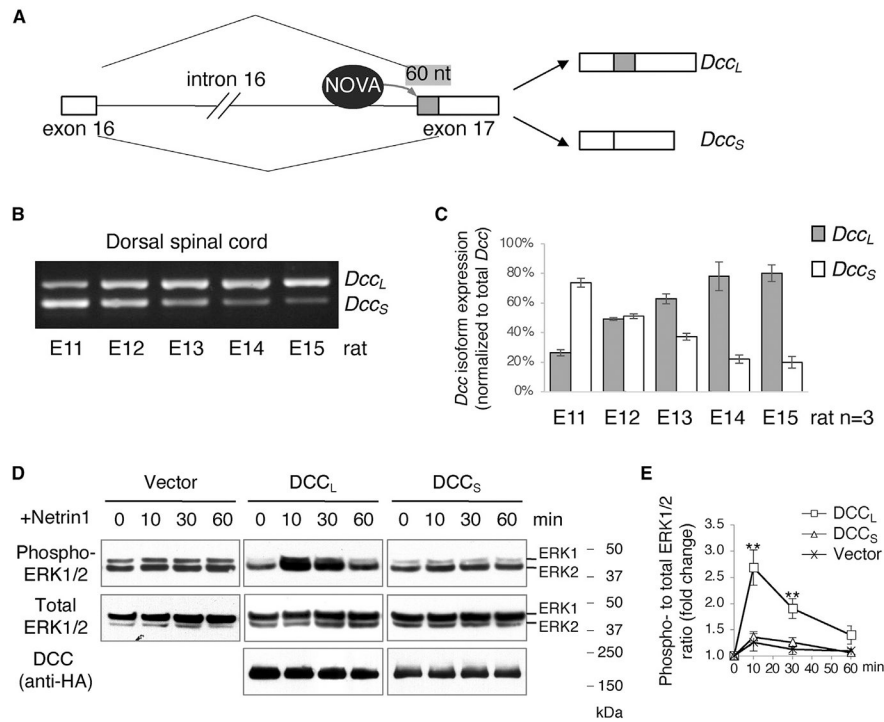 A
intron 16
NOVA
60 nt
exon 16
exon 17
DccL
DccS
B
Dorsal spinal cord
DccL
DccS
E11 E12 E13 E14 E15 rat
C
Dcc isoform expression
(normalized to total Dcc)
100%
80%
60%
40%
20%
0%
DccL
DccS
E11 E12 E13 E14 E15 rat n=3
D
Vector DCCL DCCS
+Netrin1 0 10 30 60 0 10 30 60 0 10 30 60 min
Phospho-
ERK1/2
ERK1
ERK2
50
37
Total
ERK1/2
ERK1
ERK2
50
37
DCC
(anti-HA)
250
150
kDa
E
Phospho- to total ERK1/2
ratio (fold change)
3.5
3.0
2.5
2.0
1.5
1.0
**
**
DCCL
DCCS
Vector
0 10 20 30 40 50 60 min